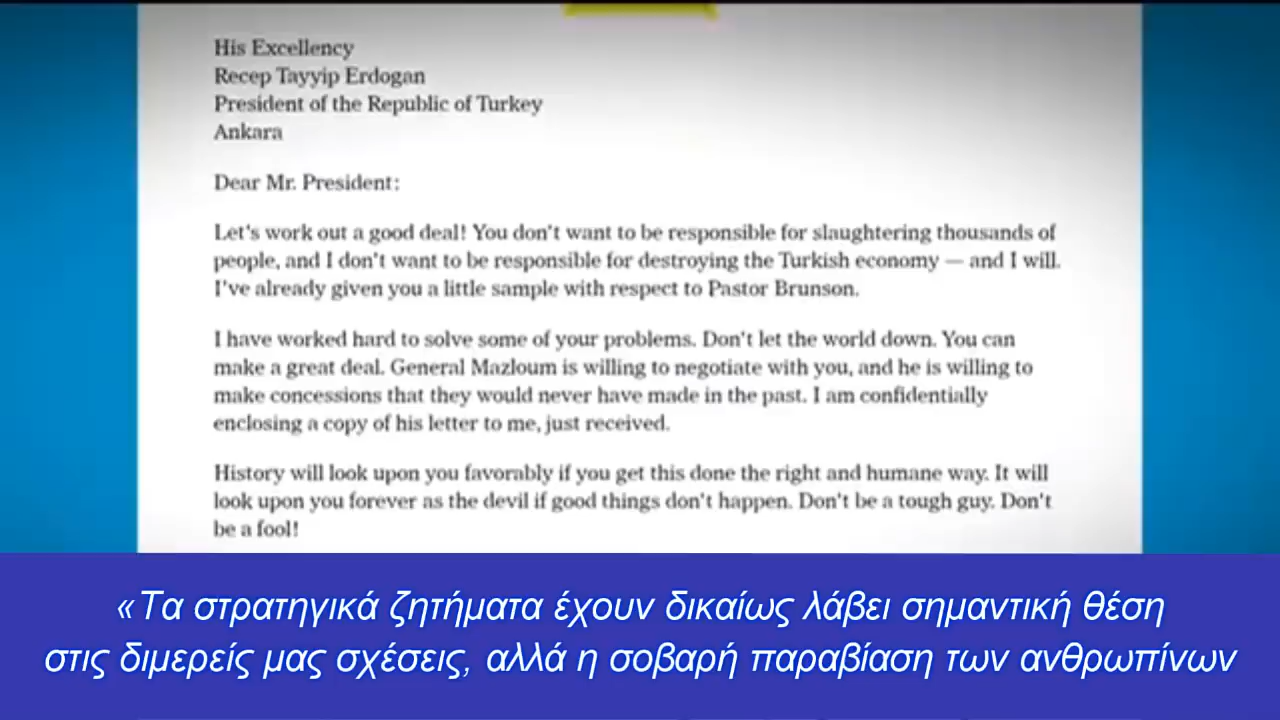 His Excellency
Recep Tayyip Erdogan
President of the Republic of Turkey
Ankara
Dear Mr. President:
Let's work out a good deal! You don't want to be responsible for slaughtering thousands of
people, and I don't want to be responsible for destroying the Turkish economy — and I will.
I've already given you a little sample with respect to Pastor Brunson.
I have worked hard to solve some of your problems. Don't let the world down. You can
make a great deal. General Mazloum is willing to negotiate with you, and he is willing to
make concessions that they would never have made in the past. I am confidentially
enclosing a copy of his letter to me, just received.
History will look upon you favorably if you get this done the right and humane way. It will
look upon you forever as the devil if good things don't happen. Don't be a tough guy. Don't
be a fool!
«Τα στρατηγικά ζητήματα έχουν δικαίως λάβει σημαντική θέση
στις διμερείς μας σχέσεις, αλλά η σοβαρή παραβίαση των ανθρωπίνων